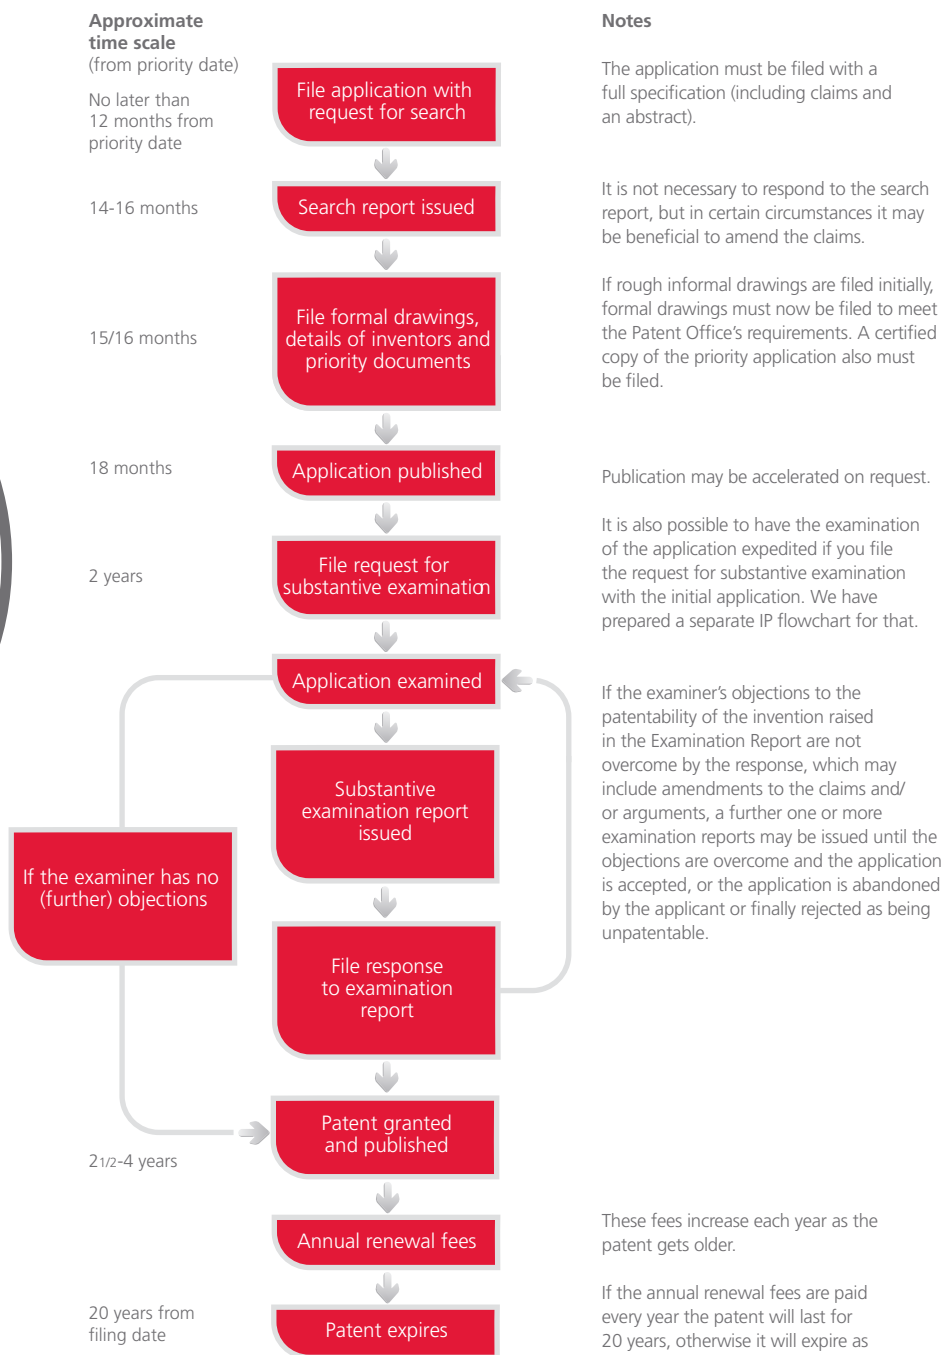 Approximate
time scale
(from priority date)
Notes
No later than
12 months from
priority date
File application with
request for search
The application must be filed with a
full specification (including claims and
an abstract).
14-16 months
Search report issued
It is not necessary to respond to the search
report, but in certain circumstances it may
be beneficial to amend the claims.
15/16 months
File formal drawings,
details of inventors and
priority documents
If rough informal drawings are filed initially,
formal drawings must now be filed to meet
the Patent Office's requirements. A certified
copy of the priority application also must
be filed.
18 months
Application published
Publication may be accelerated on request.
2 years
File request for
substantive examination
It is also possible to have the examination
of the application expedited if you file
the request for substantive examination
with the initial application. We have
prepared a separate IP flowchart for that.
Application examined
If the examiner's objections to the
patentability of the invention raised
in the Examination Report are not
overcome by the response, which may
include amendments to the claims and/
or arguments, a further one or more
examination reports may be issued until the
objections are overcome and the application
is accepted, or the application is abandoned
by the applicant or finally rejected as being
unpatentable.
Substantive
examination report
issued
If the examiner has no
(further) objections
File response
to examination
report
Patent granted
and published
21/2-4 years
Annual renewal fees
These fees increase each year as the
patent gets older.
20 years from
filing date
Patent expires
If the annual renewal fees are paid
every year the patent will last for
20 years, otherwise it will expire as